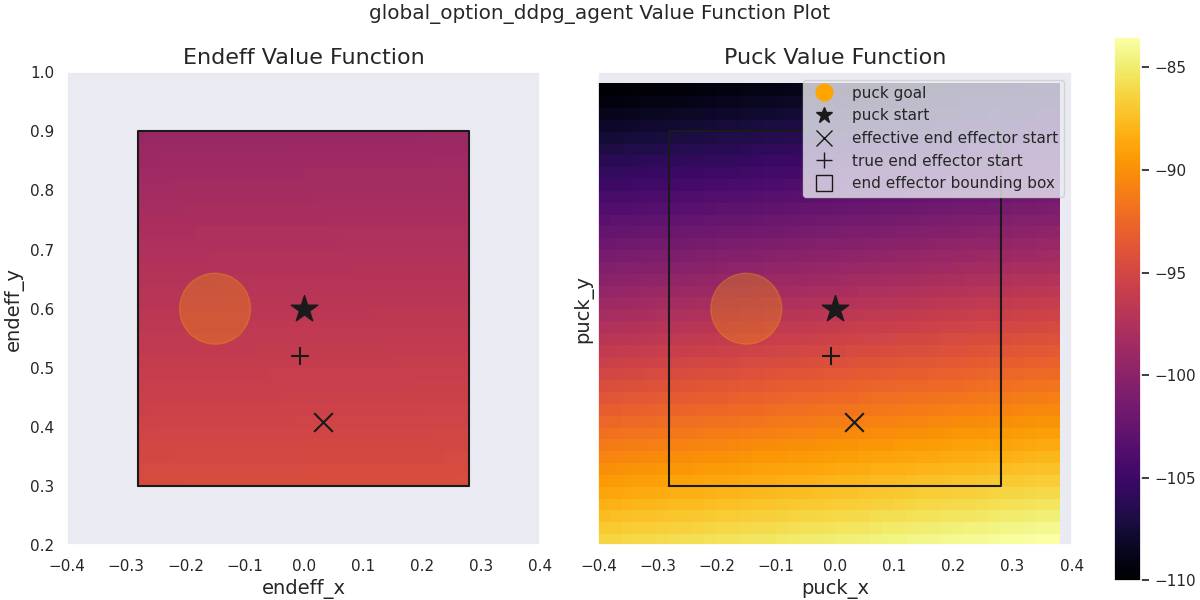 global_option_ddpg_agent Value Function Plot
Endeff Value Function
1.0
0.9
0.8
0.7
0.6
0.5
0.4
0.3
0.2
endeff_y
−0.4 −0.3 −0.2 −0.1 0.0 0.1 0.2 0.3 0.4
endeff_x
Puck Value Function
puck goal
puck start
effective end effector start
true end effector start
end effector bounding box
puck_y
−0.4 −0.3 −0.2 −0.1 0.0 0.1 0.2 0.3 0.4
puck_x
−85
−90
−95
−100
−105
−110